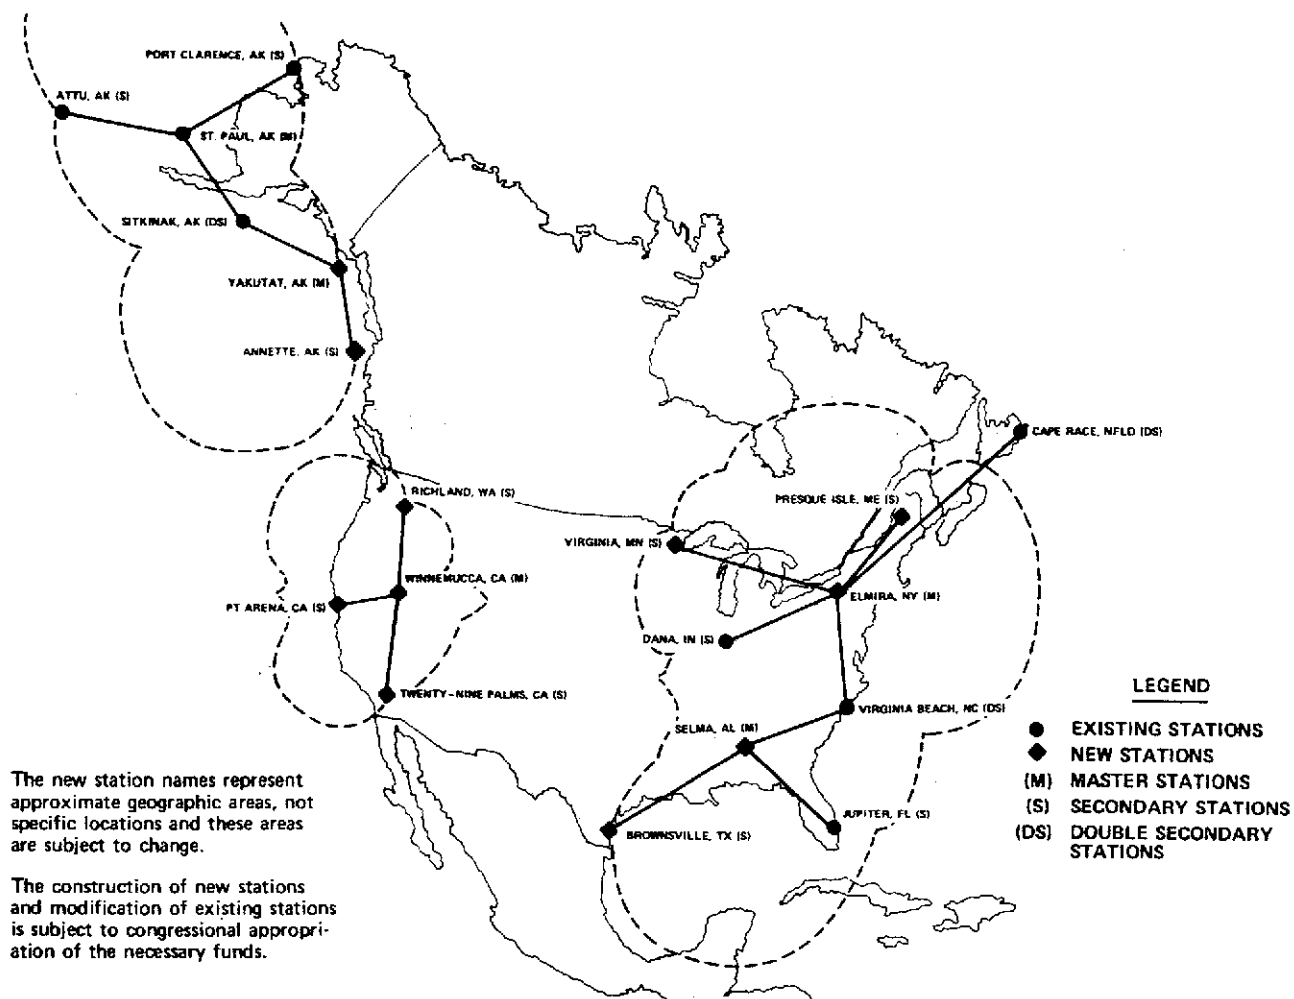 PORT CLARENCE, AK (S)
ATTU, AK (S)
ST. PAUL, AK (M)
SITKINAK, AK (DS)
YAKUTAT, AK (M)
ANNETTE, AK (S)
CAPE RACE, NFLD (DS)
RICHLAND, WA (S)
PRESQUE ISLE, ME (S)
VIRGINIA, MN (S)
WINNEMUCCA, CA (M)
ELMIRA, NY (M)
PT ARENA, CA (S)
DANA, IN (S)
TWENTY-NINE PALMS, CA (S)
VIRGINIA BEACH, NC (DS)
SELMA, AL (M)
JUPITER, FL (S)
BROWNSVILLE, TX (S)
LEGEND
EXISTING STATIONS
NEW STATIONS
(M) MASTER STATIONS
(S) SECONDARY STATIONS
(DS) DOUBLE SECONDARY
STATIONS
The new station names represent
approximate geographic areas, not
specific locations and these areas
are subject to change.
The construction of new stations
and modification of existing stations
is subject to congressional appropri-
ation of the necessary funds.